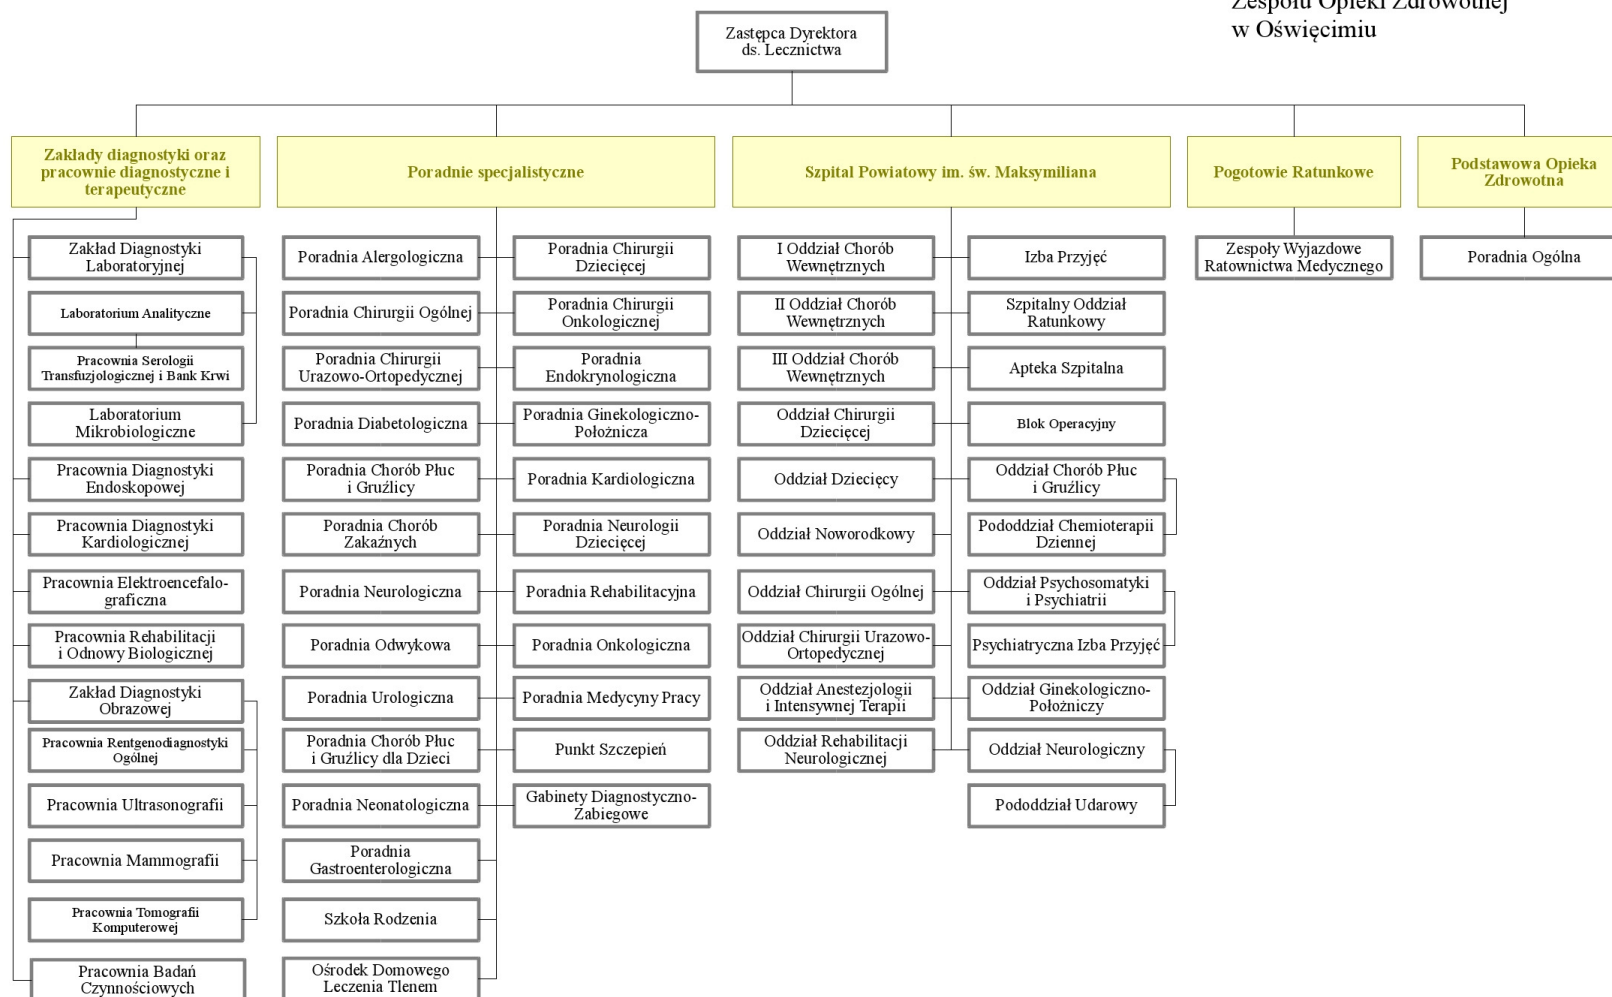 Zespołu Opieki Zdrowotnej
w Oświęcimiu
Zastępca Dyrektora
ds. Lecznictwa
Zakłady diagnostyki oraz
pracownie diagnostyczne i
terapeutyczne
Zakład Diagnostyki
Laboratoryjnej
Laboratorium Analityczne
Pracownia Serologii
Transfuzjologicznej i Bank Krwi
Laboratorium
Mikrobiologiczne
Pracownia Diagnostyki
Endoskopowej
Pracownia Diagnostyki
Kardiologicznej
Pracownia Elektroencefalo-
graficzna
Pracownia Rehabilitacji
i Odnowy Biologicznej
Zakład Diagnostyki
Obrazowej
Pracownia Rentgenodiagnostyki
Ogólnej
Pracownia Ultrasonografii
Pracownia Mammografii
Pracownia Tomografii
Komputerowej
Pracownia Badań
Czynnościowych
Poradnie specjalistyczne
Poradnia Alergologiczna
Poradnia Chirurgii Ogólnej
Poradnia Chirurgii
Urazowo-Ortopedycznej
Poradnia Diabetologiczna
Poradnia Chorób Płuc
i Gruźlicy
Poradnia Chorób
Zakaźnych
Poradnia Neurologiczna
Poradnia Odwykowa
Poradnia Urologiczna
Poradnia Chorób Płuc
i Gruźlicy dla Dzieci
Poradnia Neonatologiczna
Poradnia
Gastroenterologiczna
Szkoła Rodzenia
Ośrodek Domowego
Leczenia Tlenem
Poradnia Chirurgii
Dziecięcej
Poradnia Chirurgii
Onkologicznej
Poradnia
Endokrynologiczna
Poradnia Ginekologiczno-
Położnicza
Poradnia Kardiologiczna
Poradnia Neurologii
Dziecięcej
Poradnia Rehabilitacyjna
Poradnia Onkologiczna
Poradnia Medycyny Pracy
Punkt Szczepień
Gabinety Diagnostyczno-
Zabiegowe
Szpital Powiatowy im. św. Maksymiliana
I Oddział Chorób
Wewnętrznych
II Oddział Chorób
Wewnętrznych
III Oddział Chorób
Wewnętrznych
Oddział Chirurgii
Dziecięcej
Oddział Dziecięcy
Oddział Noworodkowy
Oddział Chirurgii Ogólnej
Oddział Chirurgii Urazowo-
Ortopedycznej
Oddział Anestezjologii
i Intensywnej Terapii
Oddział Rehabilitacji
Neurologicznej
Izba Przyjęć
Szpitalny Oddział
Ratunkowy
Apteka Szpitalna
Blok Operacyjny
Oddział Chorób Płuc
i Gruźlicy
Pododdział Chemioterapii
Dziennej
Oddział Psychosomatyki
i Psychiatrii
Psychiatryczna Izba Przyjęć
Oddział Ginekologiczno-
Położniczy
Oddział Neurologiczny
Pododdział Udarowy
Pogotowie Ratunkowe
Zespoły Wyjazdowe
Ratownictwa Medycznego
Podstawowa Opieka
Zdrowotna
Poradnia Ogólna